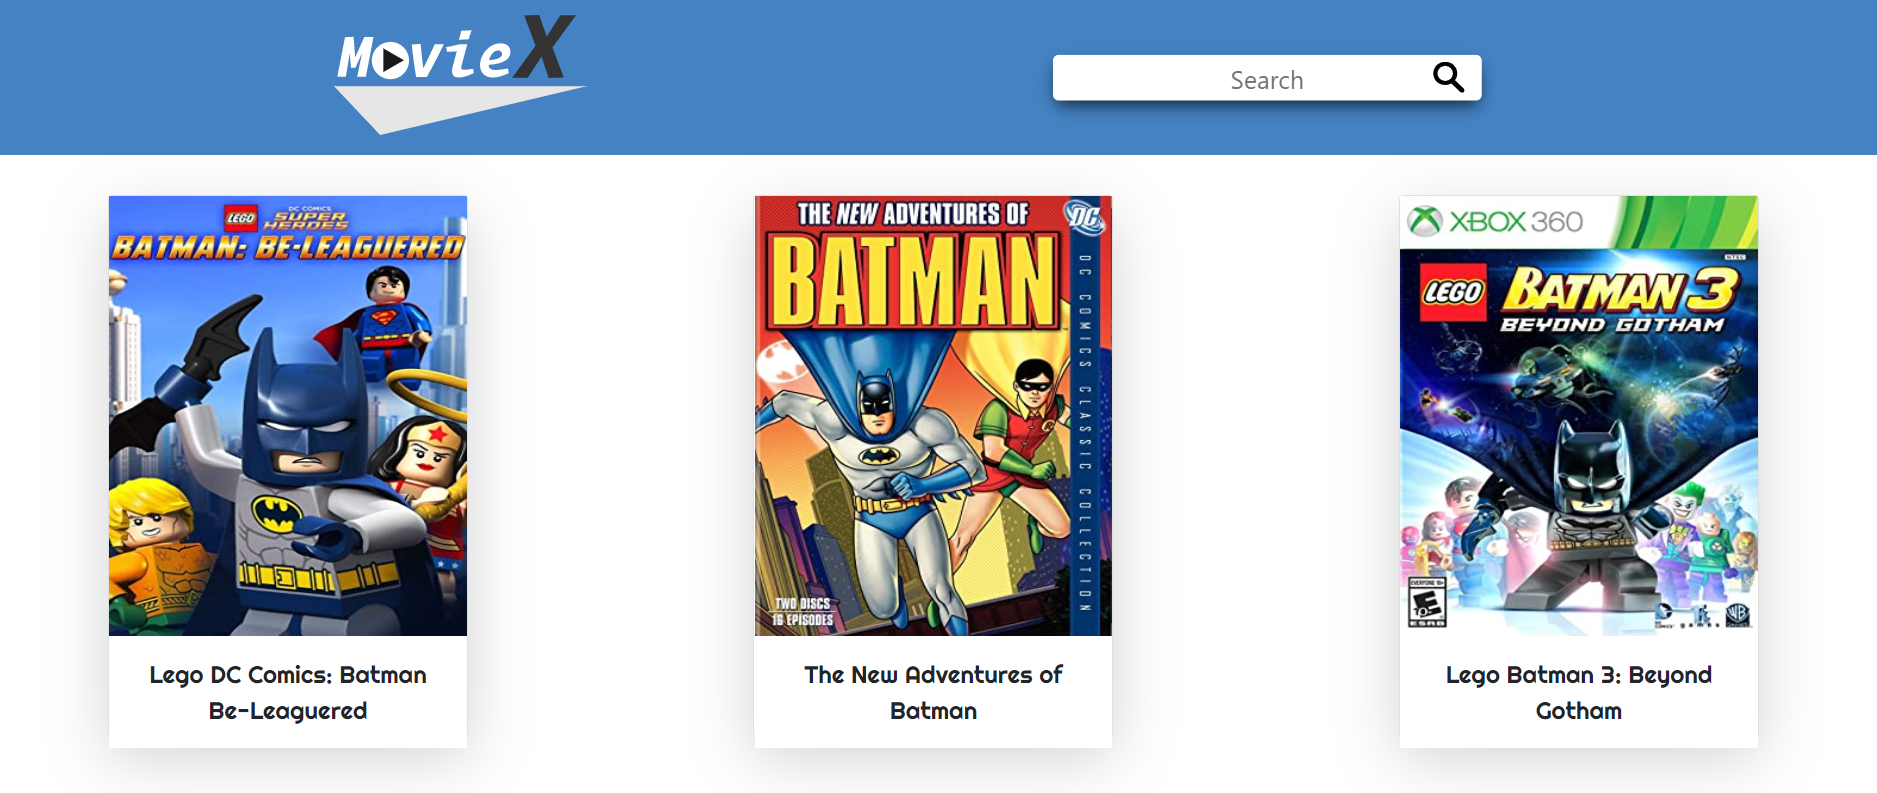 MovieX
Search
LEGO
DC COMICS
SUPER
HEROES
BATMAN: BE-LEAGUERED
Lego DC Comics: Batman
Be-Leaguered
THE NEW ADVENTURES OF
DC
BATMAN
DC COMICS CLASSIC COLLECTION
TWO DISCS
16 EPISODES
The New Adventures of
Batman
XBOX 360
NTSC
LEGO
BATMAN 3
BEYOND GOTHAM
EVERYONE 10+
E
ESRB
games
WB
Lego Batman 3: Beyond
Gotham